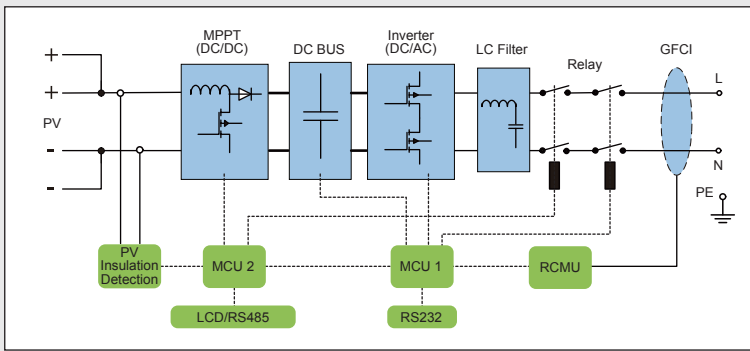 MPPT
(DC/DC)
DC BUS
Inverter
(DC/AC)
LC Filter
Relay
GFCI
+
+
PV
-
-
L
N
PE
PV
Insulation
Detection
MCU 2
MCU 1
RCMU
LCD/RS485
RS232